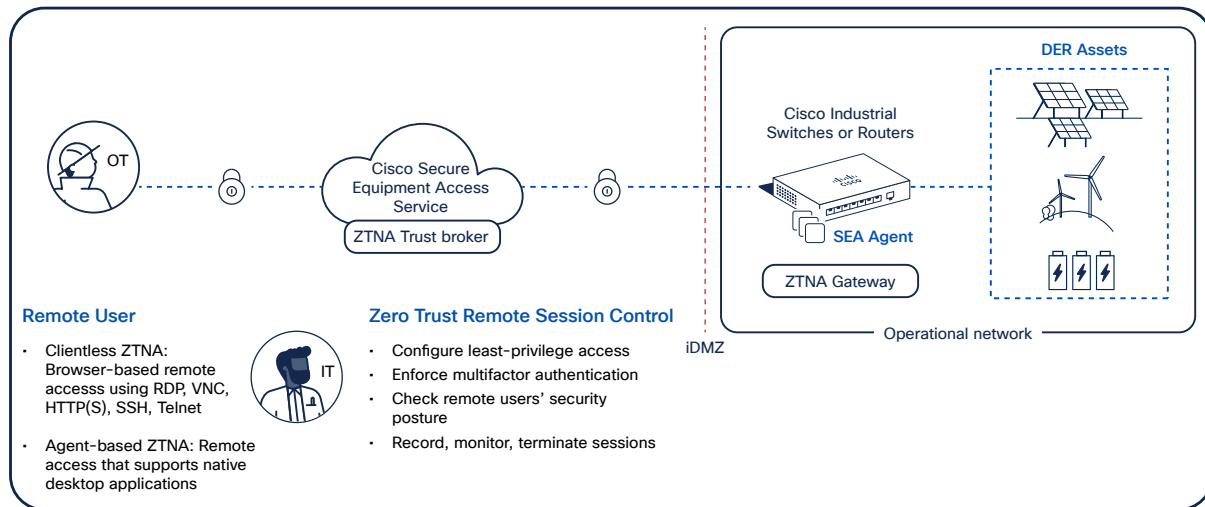 OT
Cisco Secure
Equipment Access
Service
ZTNA Trust broker
Cisco Industrial
Switches or Routers
CISCO
SEA Agent
ZTNA Gateway
DER Assets
Operational network
iDMZ
Remote User
• Clientless ZTNA:
Browser-based remote
accesss using RDP, VNC,
HTTP(S), SSH, Telnet
• Agent-based ZTNA: Remote
access that supports native
desktop applications
IT
Zero Trust Remote Session Control
• Configure least-privilege access
• Enforce multifactor authentication
• Check remote users' security
posture
• Record, monitor, terminate sessions